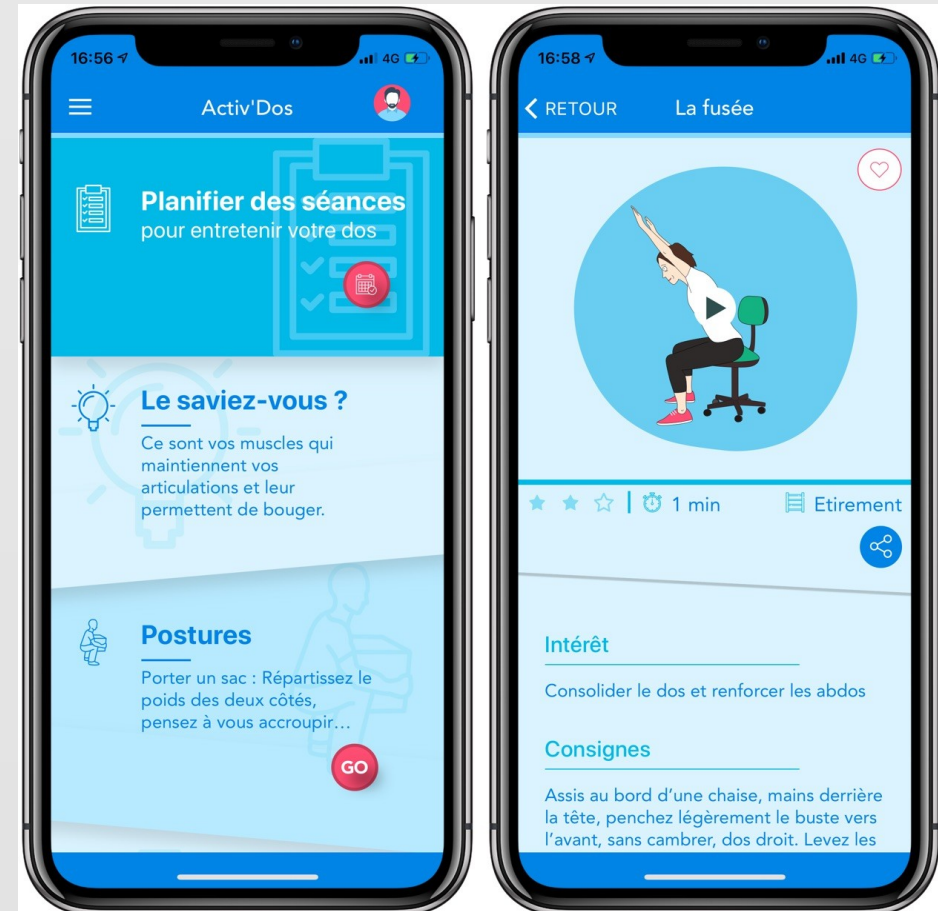 16:56
4G
Activ'Dos
Planifier des séances
pour entretenir votre dos
Le saviez-vous ?
Ce sont vos muscles qui
maintiennent vos
articulations et leur
permettent de bouger.
Postures
Porter un sac : Répartissez le
poids des deux côtés,
pensez à vous accroupir…
GO
16:58
4G
RETOUR
La fusée
1 min
Etirement
Intérêt
Consolider le dos et renforcer les abdos
Consignes
Assis au bord d'une chaise, mains derrière
la tête, penchez légèrement le buste vers
l'avant, sans cambrer, dos droit. Levez les